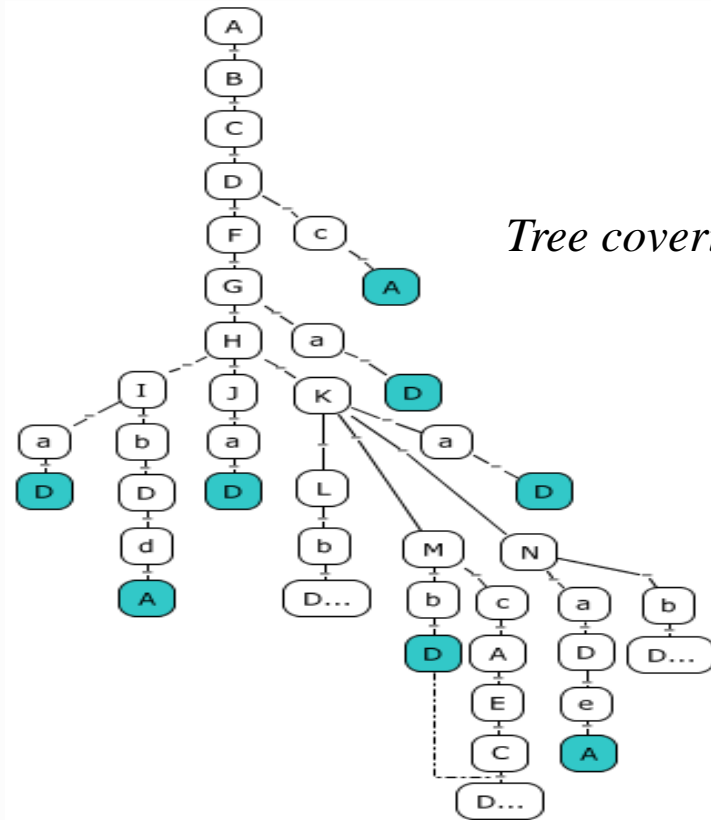 A
B
C
D
F c Tree cover
G A
H a
I J K D
a b a a
D D D L D
d b M N
A D... b c a b
D A D D...
E e
C A
D...